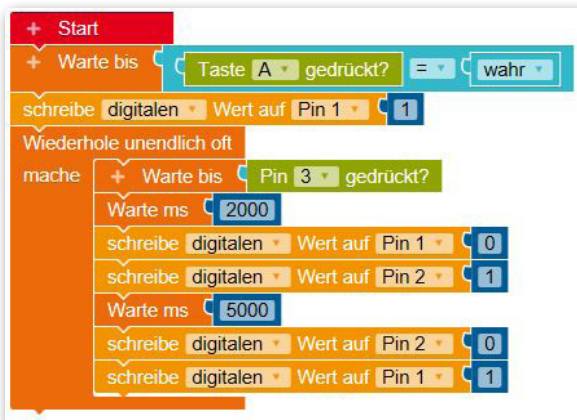 + Start
+ Warte bis Taste A gedrückt? = wahr
schreibe digitalen Wert auf Pin 1 1
Wiederhole unendlich oft
mache + Warte bis Pin 3 gedrückt?
Warte ms 2000
schreibe digitalen Wert auf Pin 1 0
schreibe digitalen Wert auf Pin 2 1
Warte ms 5000
schreibe digitalen Wert auf Pin 2 0
schreibe digitalen Wert auf Pin 1 1